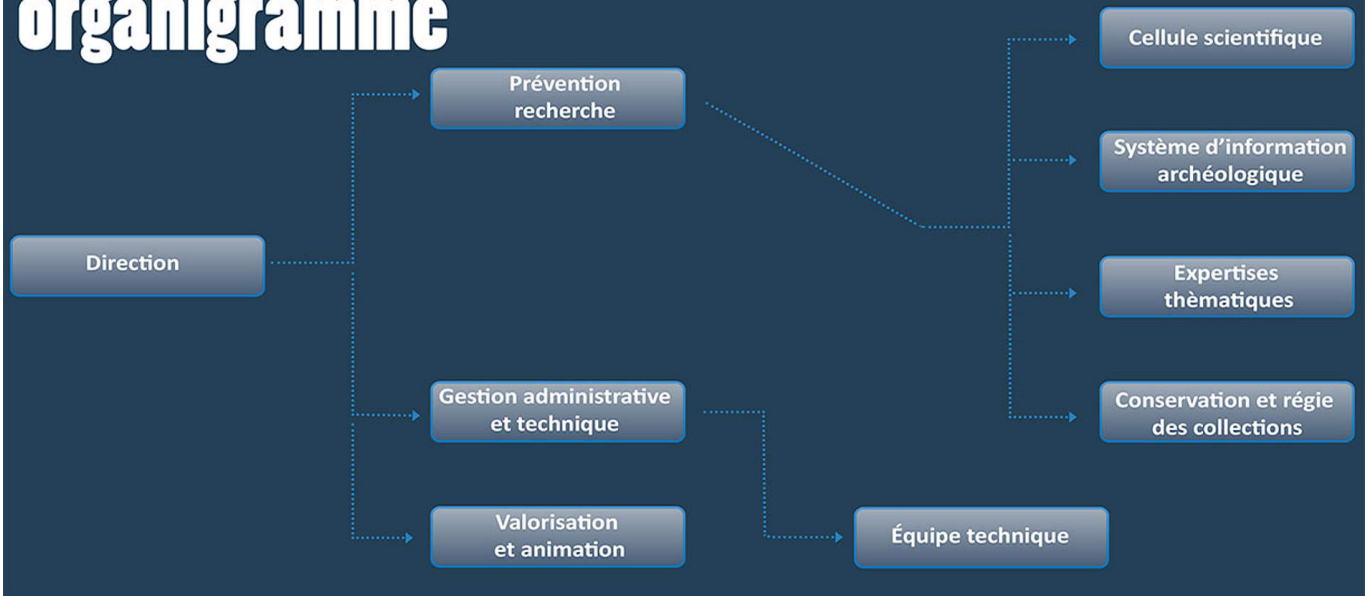 organigramme
Direction
Prévention
recherche
Gestion administrative
et technique
Valorisation
et animation
Équipe technique
Cellule scientifique
Système d'information
archéologique
Expertises
thèmatiques
Conservation et régie
des collections